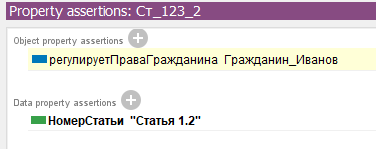 Property assertions: Ст_123_2
Object property assertions
регулируетПраваГражданина Гражданин_Иванов
Data property assertions
НомерСтатьи "Статья 1.2"